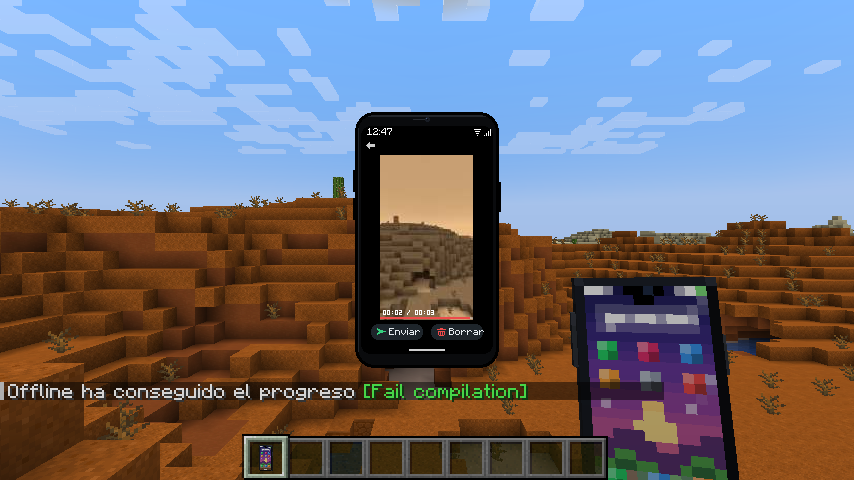 12:47
00:02 / 00:03
Enviar
Borrar
Offline ha conseguido el progreso [Fail compilation]